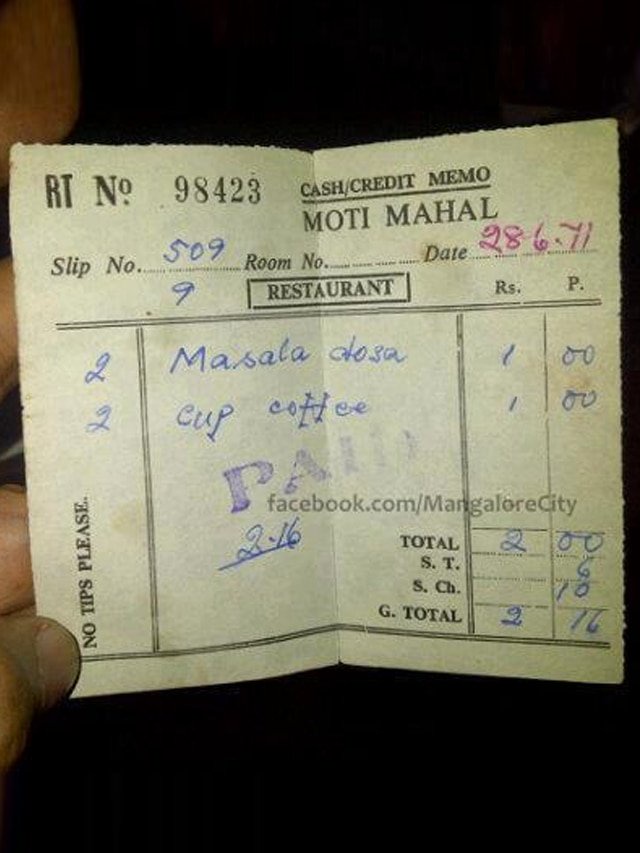 RT Nº 98423 CASH/CREDIT MEMO
MOTI MAHAL
Slip No. 509 Room No. Date 28·6·71
9 RESTAURANT Rs. P.
2 Masala dosa 1 00
2 cup coffee 1 00
PAID
facebook.com/MangaloreCity
2·16
TOTAL 2 00
S. T. 6
S. Ch. 10
G. TOTAL 2 16
NO TIPS PLEASE.